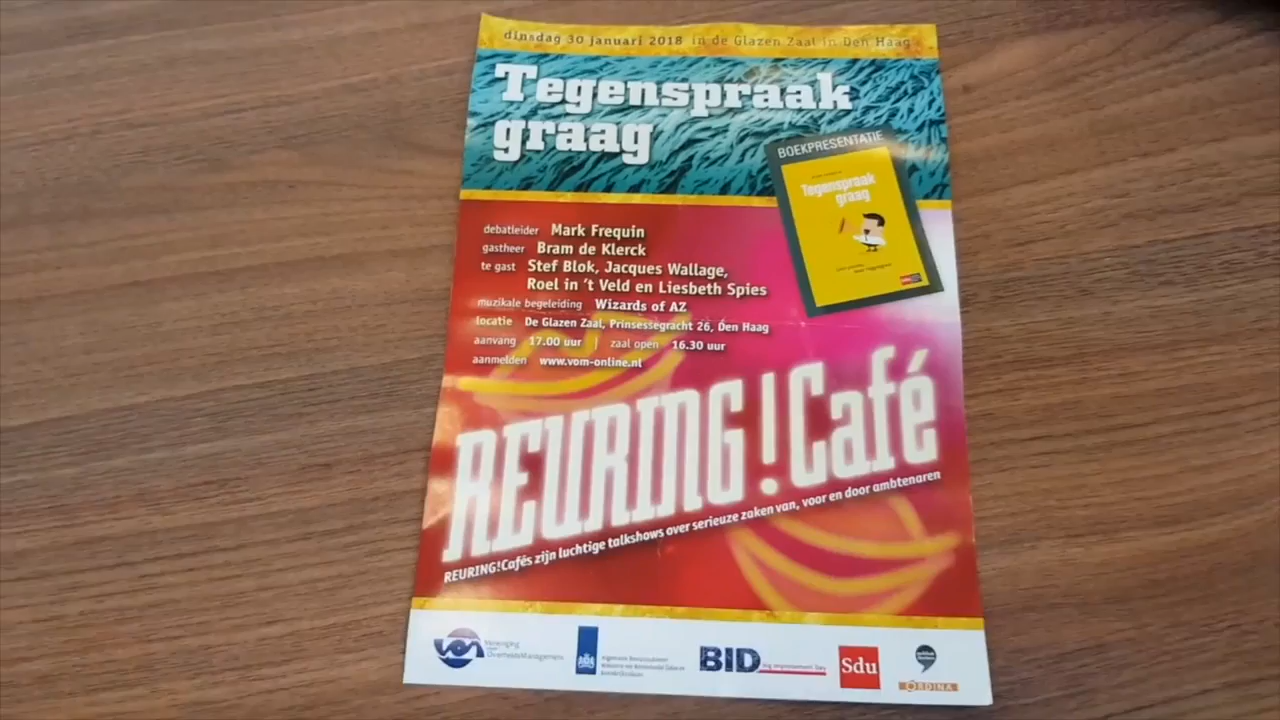 dinsdag 30 januari 2018 in de Glazen Zaal in Den Haag
Tegenspraak
graag
BOEKPRESENTATIE
Tegenspraak
graag
debatleider Mark Frequin
gastheer Bram de Klerck
te gast Stef Blok, Jacques Wallage,
Roel in 't Veld en Liesbeth Spies
muzikale begeleiding Wizards of AZ
locatie De Glazen Zaal, Prinsessegracht 26, Den Haag
aanvang 17.00 uur | zaal open 16.30 uur
aanmelden www.vom-online.nl
REURING!Café
REURING!Cafés zijn luchtige talkshows over serieuze zaken van, voor en door ambtenaren
vom
Vereniging
OverheidsManagement
BID
Sdu
ORDINA